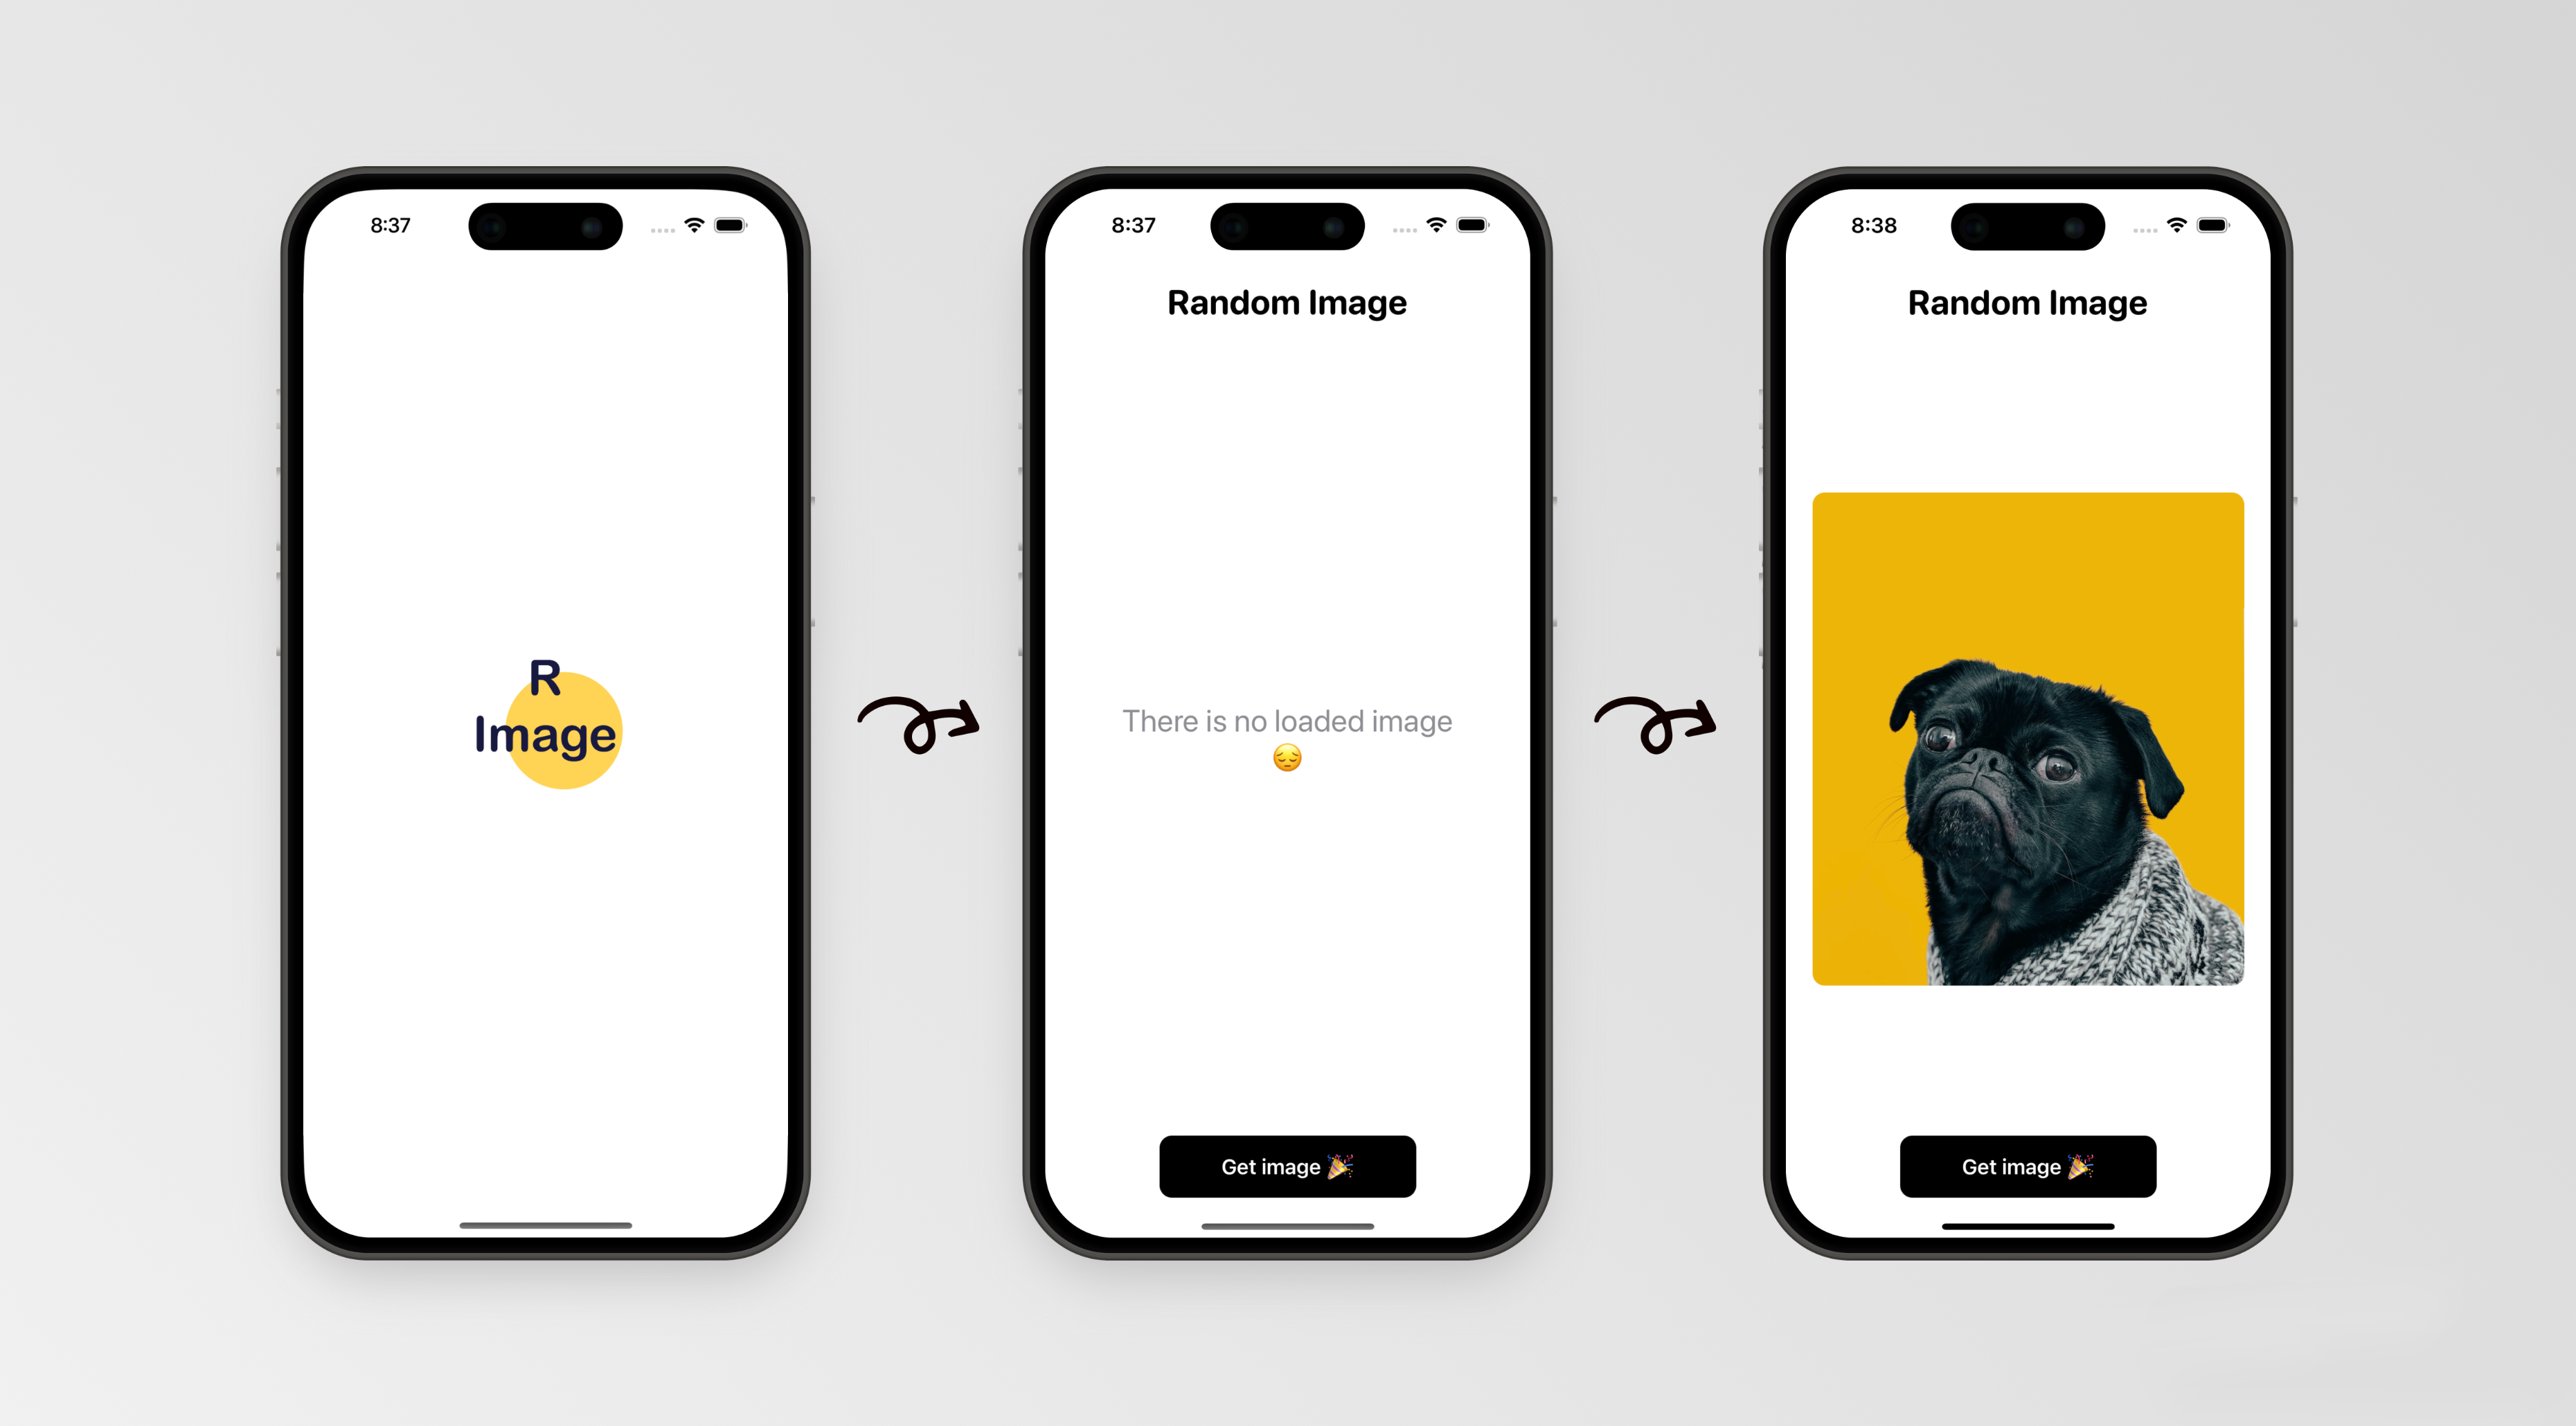 8:37
R
Image
8:37
Random Image
There is no loaded image
😔
Get image 🎉
8:38
Random Image
Get image 🎉